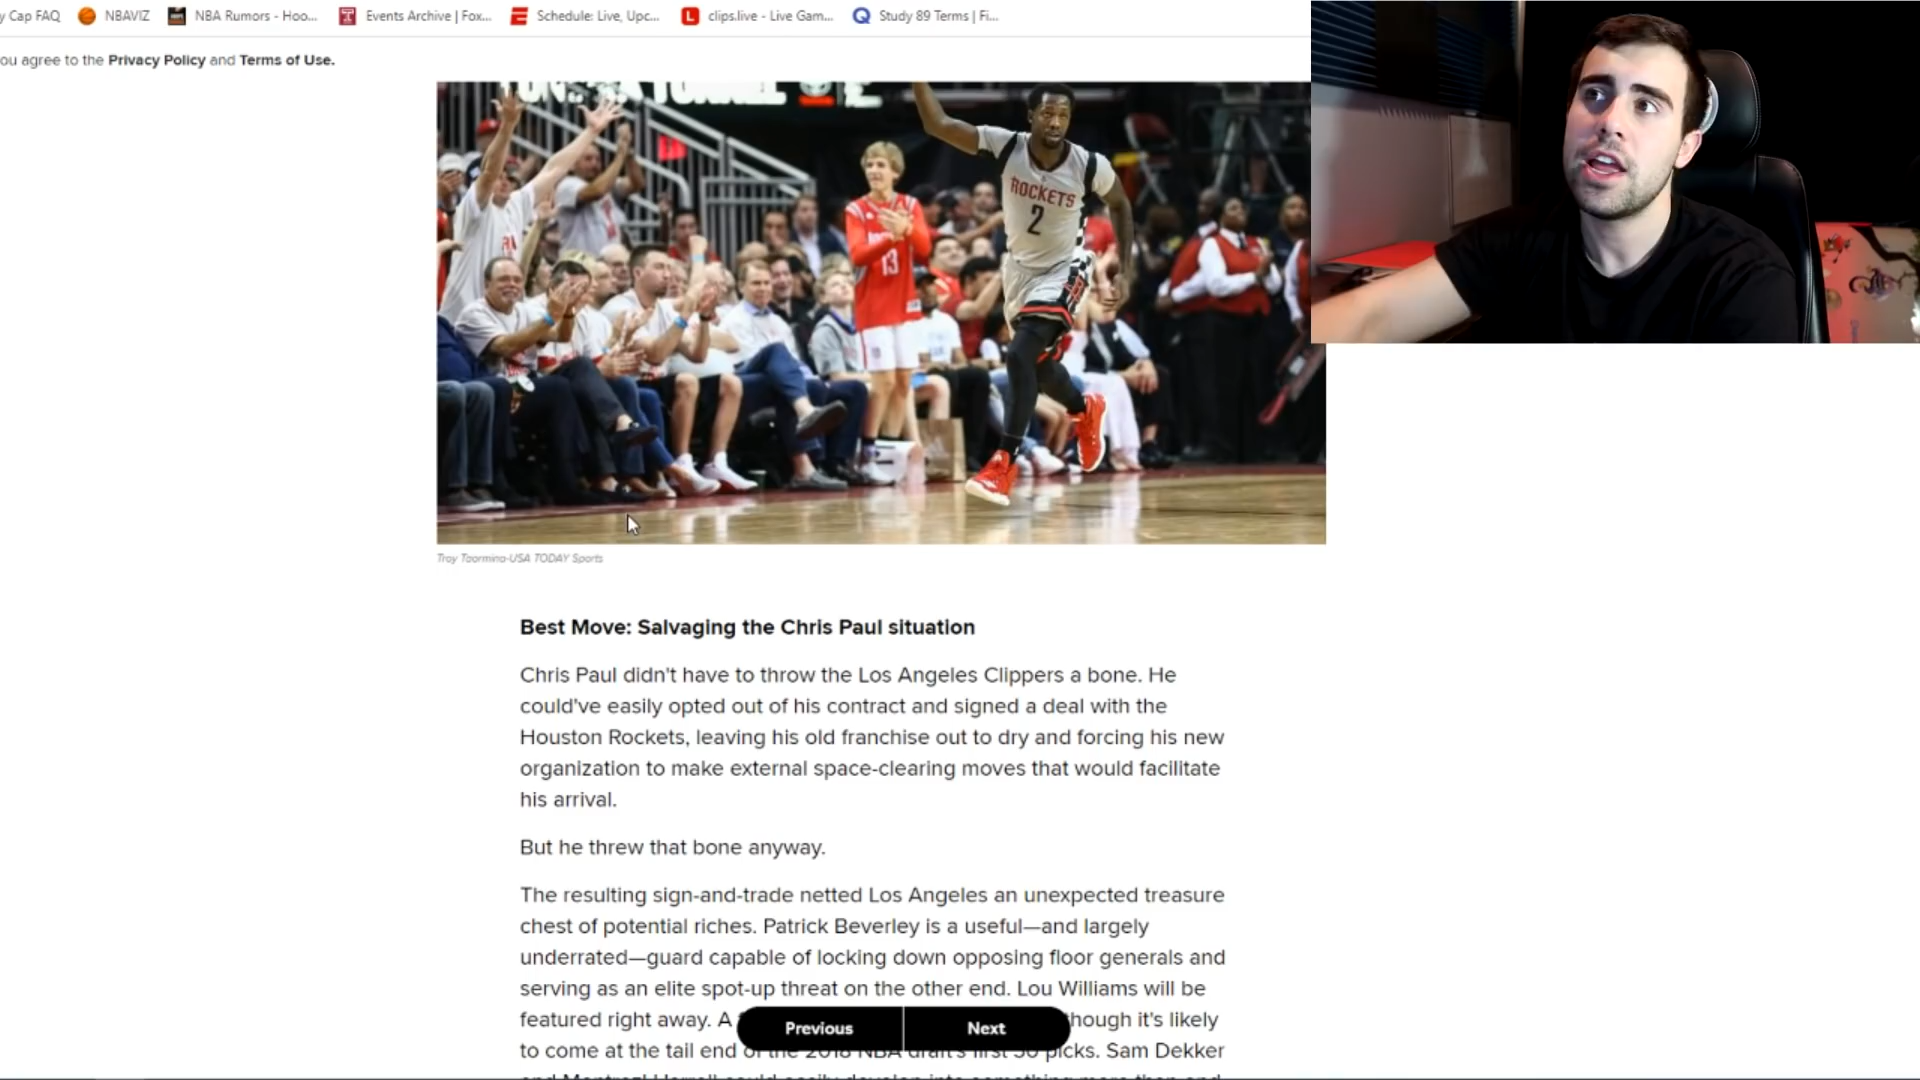 y Cap FAQ NBAVIZ NBA Rumors - Hoo... Events Archive | Fox... Schedule: Live, Upc... clips.live - Live Gam... Study 89 Terms | Fi...
ou agree to the Privacy Policy and Terms of Use.
ROCKETS
2
13
Troy Taormina-USA TODAY Sports
Best Move: Salvaging the Chris Paul situation
Chris Paul didn't have to throw the Los Angeles Clippers a bone. He
could've easily opted out of his contract and signed a deal with the
Houston Rockets, leaving his old franchise out to dry and forcing his new
organization to make external space-clearing moves that would facilitate
his arrival.
But he threw that bone anyway.
The resulting sign-and-trade netted Los Angeles an unexpected treasure
chest of potential riches. Patrick Beverley is a useful—and largely
underrated—guard capable of locking down opposing floor generals and
serving as an elite spot-up threat on the other end. Lou Williams will be
featured right away. A though it's likely
Previous Next
to come at the tail end of the 2018 NBA draft's first 30 picks. Sam Dekker